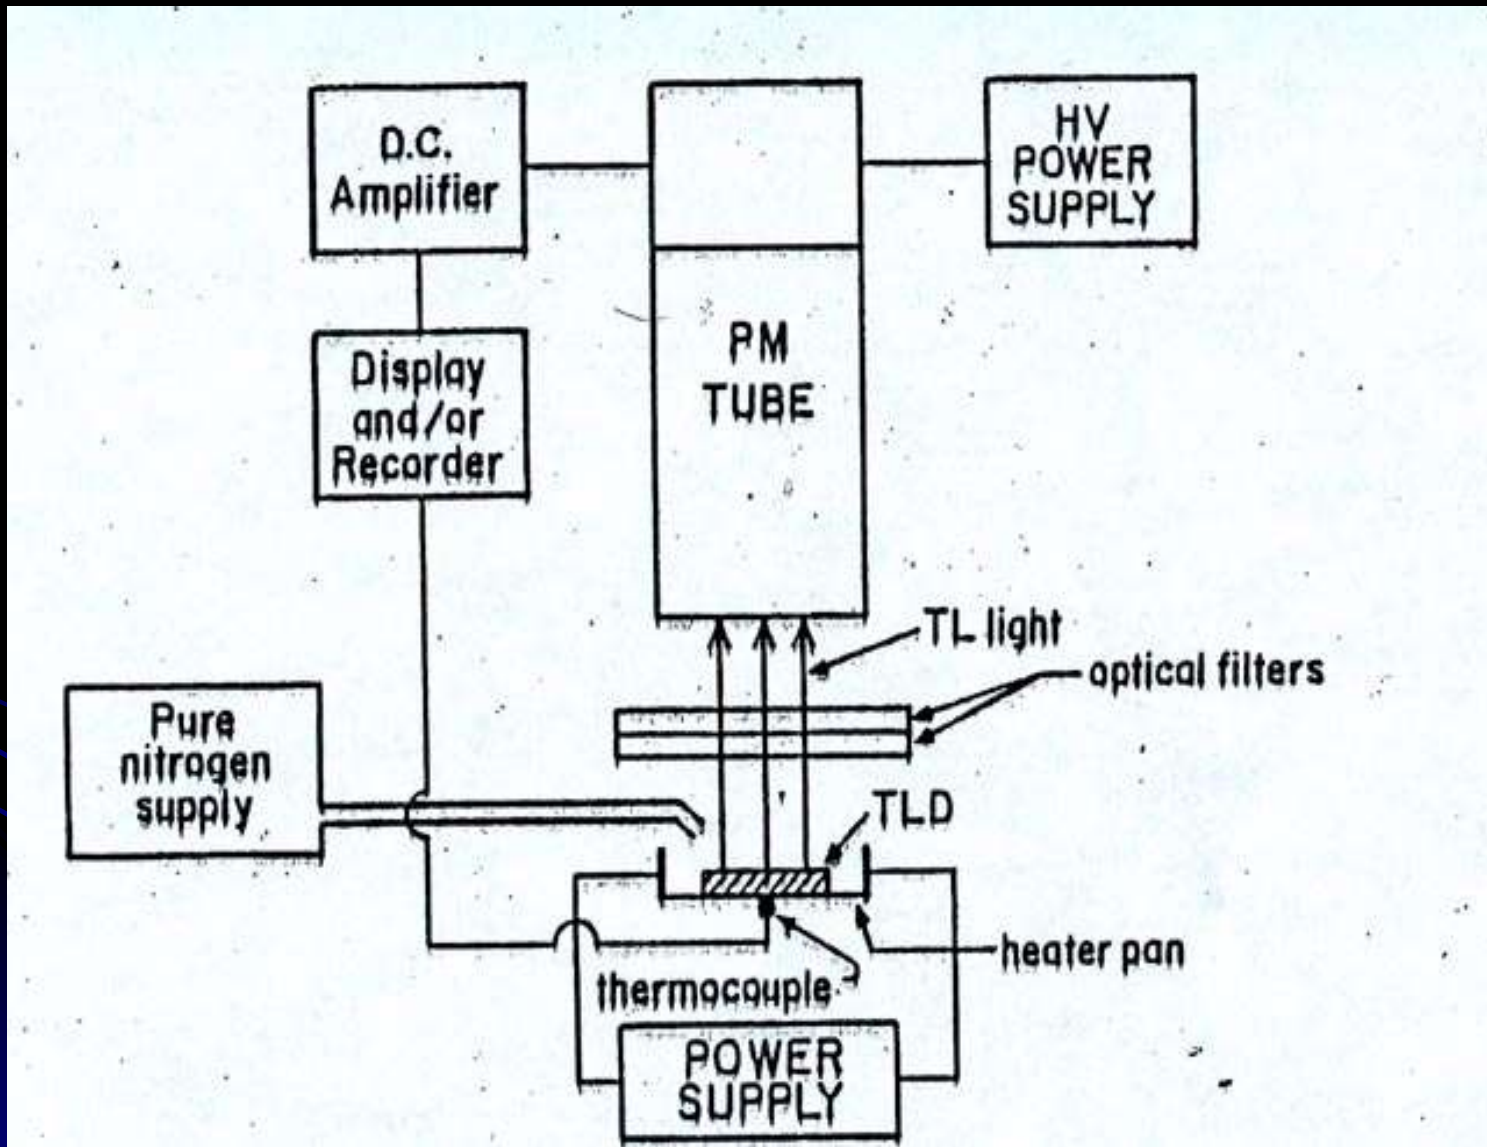 D.C.
Amplifier
HV
POWER
SUPPLY
Display
and/or
Recorder
PM
TUBE
TL light
optical filters
Pure
nitrogen
supply
TLD
heater pan
thermocouple
POWER
SUPPLY